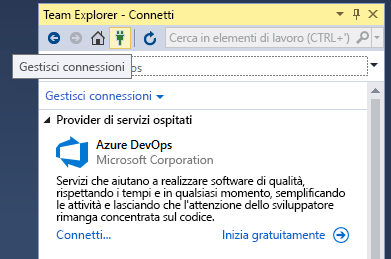 Team Explorer - Connetti
Cerca in elementi di lavoro (CTRL+')
Gestisci connessioni
os
Gestisci connessioni
Provider di servizi ospitati
Azure DevOps
Microsoft Corporation
Servizi che aiutano a realizzare software di qualità,
rispettando i tempi e in qualsiasi momento, semplificando
le attività e lasciando che l'attenzione dello sviluppatore
rimanga concentrata sul codice.
Connetti... Inizia gratuitamente